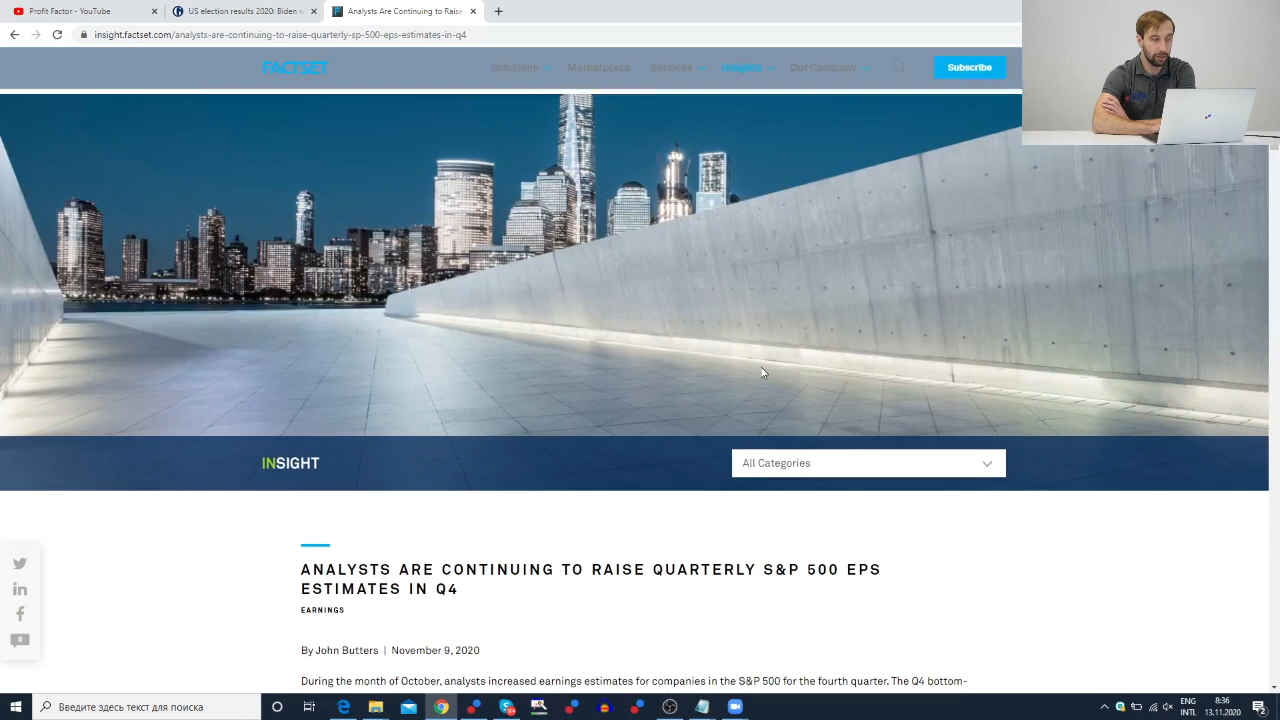 Profit Factor - YouTube
US election results 2020: Biden w
Analysts Are Continuing to Raise
insight.factset.com/analysts-are-continuing-to-raise-quarterly-sp-500-eps-estimates-in-q4
FACTSET
Solutions
Marketplace
Services
Insights
Our Company
Subscribe
INSIGHT
All Categories
ANALYSTS ARE CONTINUING TO RAISE QUARTERLY S&P 500 EPS
ESTIMATES IN Q4
EARNINGS
0
By John Butters | November 9, 2020
During the month of October, analysts increased earnings estimates for companies in the S&P 500 for the fourth quarter. The Q4 bottom-
Введите здесь текст для поиска
ENG
INTL
8:36
13.11.2020
2